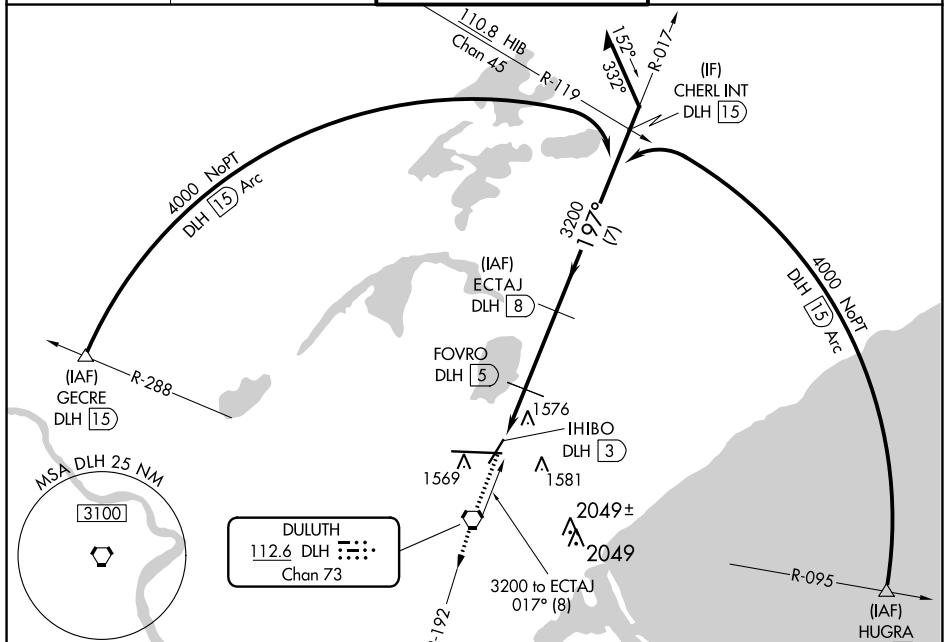 110.8 HIB
Chan 45
R-119
152°
332°
R-017
(IF)
CHERL INT
DLH 15
4000 NoPT
DLH 15 Arc
3200
197°
(7)
(IAF)
ECTAJ
DLH 8
4000 NoPT
DLH 15 Arc
FOVRO
DLH 5
(IAF)
GECRE
DLH 15
R-288
1576
IHIBO
DLH 3
1569
1581
MSA DLH 25 NM
3100
2049±
2049
DULUTH
112.6 DLH
Chan 73
3200 to ECTAJ
017° (8)
R-095
(IAF)
HUGRA
-192